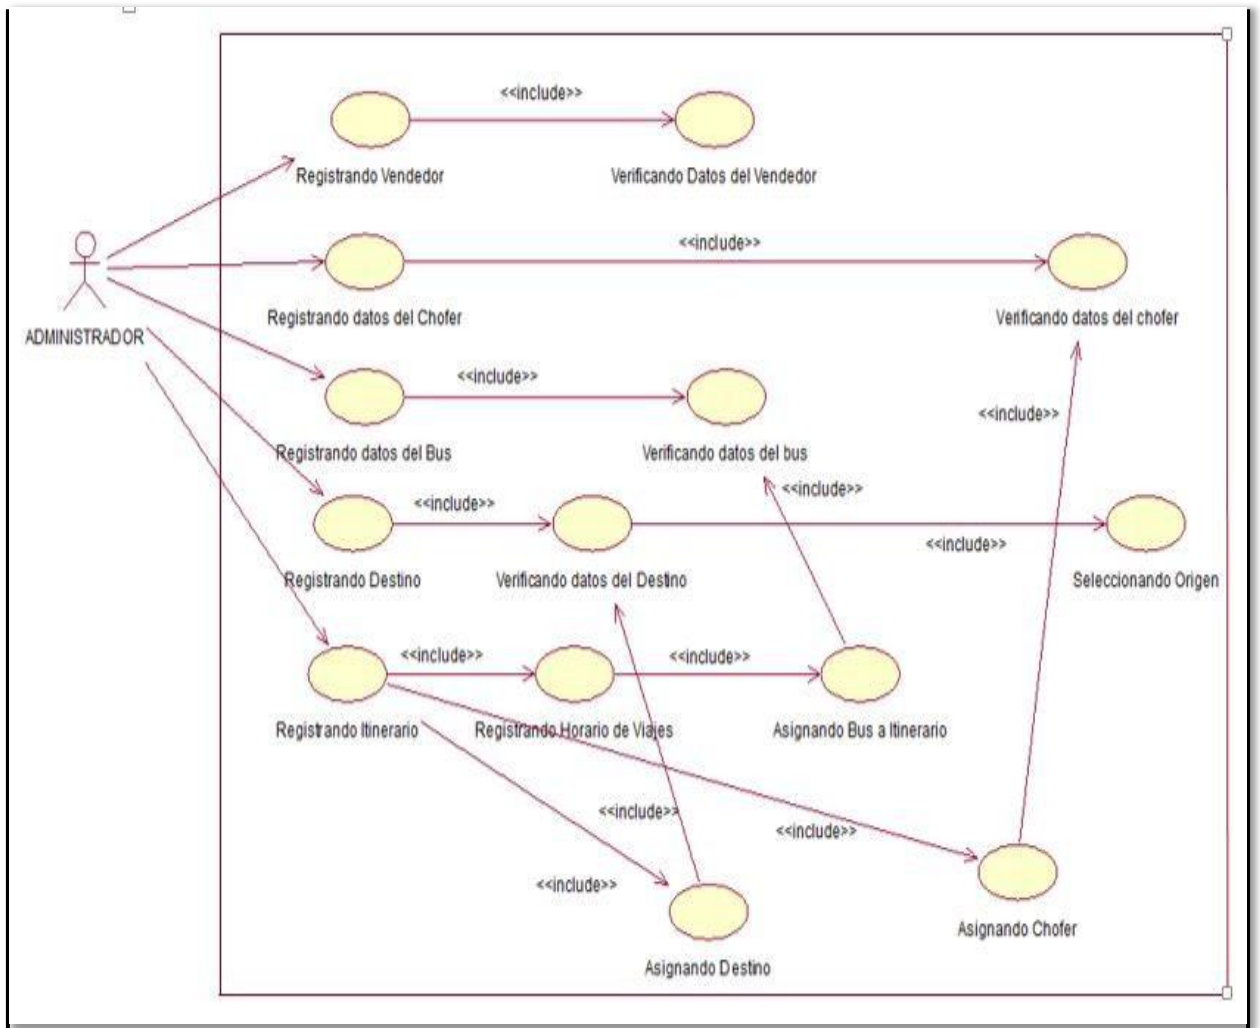 <<include>>
Registrando Vendedor
Verificando Datos del Vendedor
<<include>>
ADMINISTRADOR
Registrando datos del Chofer
Verificando datos del chofer
<<include>>
<<include>>
Registrando datos del Bus
Verificando datos del bus
<<include>>
<<include>>
<<include>>
Registrando Destino
Verificando datos del Destino
Seleccionando Origen
<<include>>
<<include>>
Registrando Itinerario
Registrando Horario de Viajes
Asignando Bus a Itinerario
<<include>>
<<include>>
<<include>>
Asignando Chofer
Asignando Destino